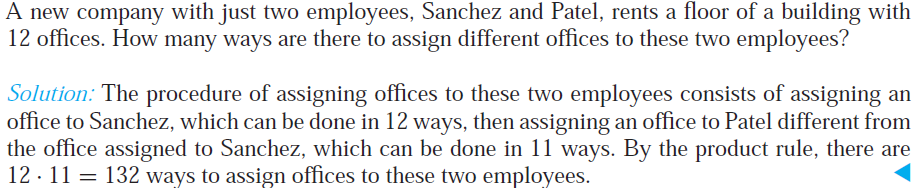 A new company with just two employees, Sanchez and Patel, rents a floor of a building with
12 offices. How many ways are there to assign different offices to these two employees?
Solution: The procedure of assigning offices to these two employees consists of assigning an
office to Sanchez, which can be done in 12 ways, then assigning an office to Patel different from
the office assigned to Sanchez, which can be done in 11 ways. By the product rule, there are
12 · 11 = 132 ways to assign offices to these two employees.